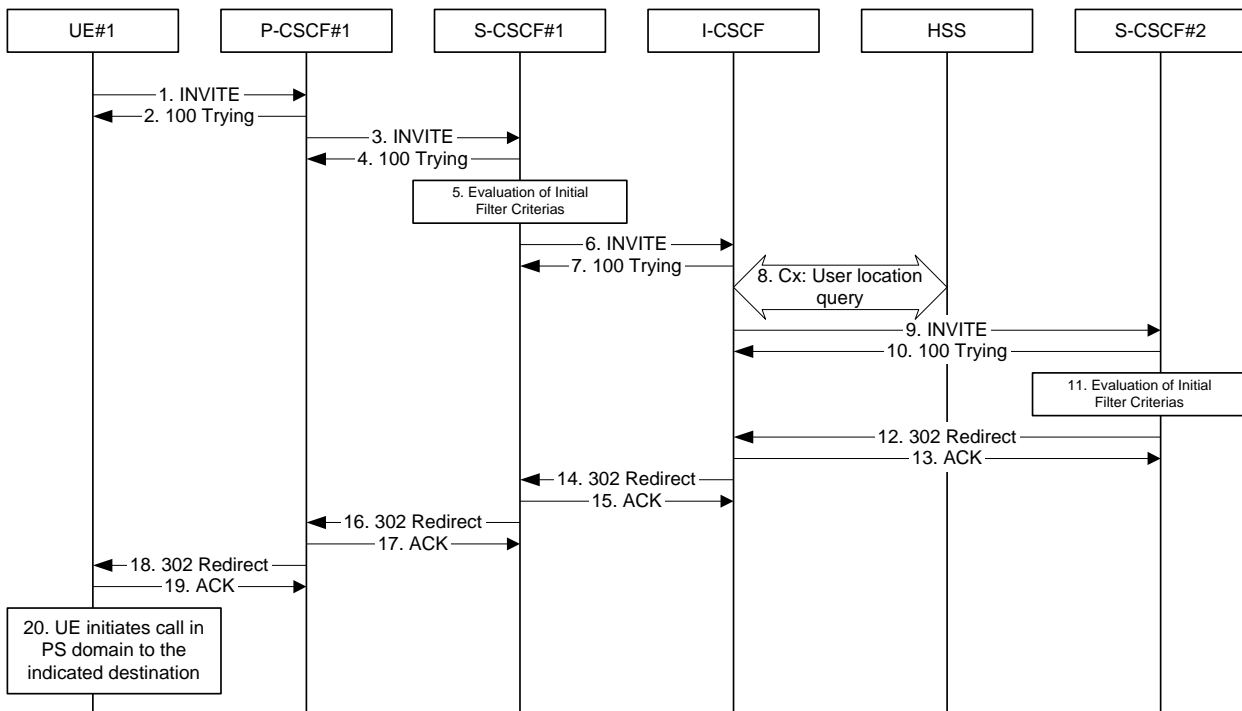 UE#1
P-CSCF#1
S-CSCF#1
I-CSCF
HSS
S-CSCF#2
1. INVITE
2. 100 Trying
3. INVITE
4. 100 Trying
5. Evaluation of Initial
Filter Criterias
6. INVITE
7. 100 Trying
8. Cx: User location
query
9. INVITE
10. 100 Trying
11. Evaluation of Initial
Filter Criterias
12. 302 Redirect
13. ACK
14. 302 Redirect
15. ACK
16. 302 Redirect
17. ACK
18. 302 Redirect
19. ACK
20. UE initiates call in
PS domain to the
indicated destination